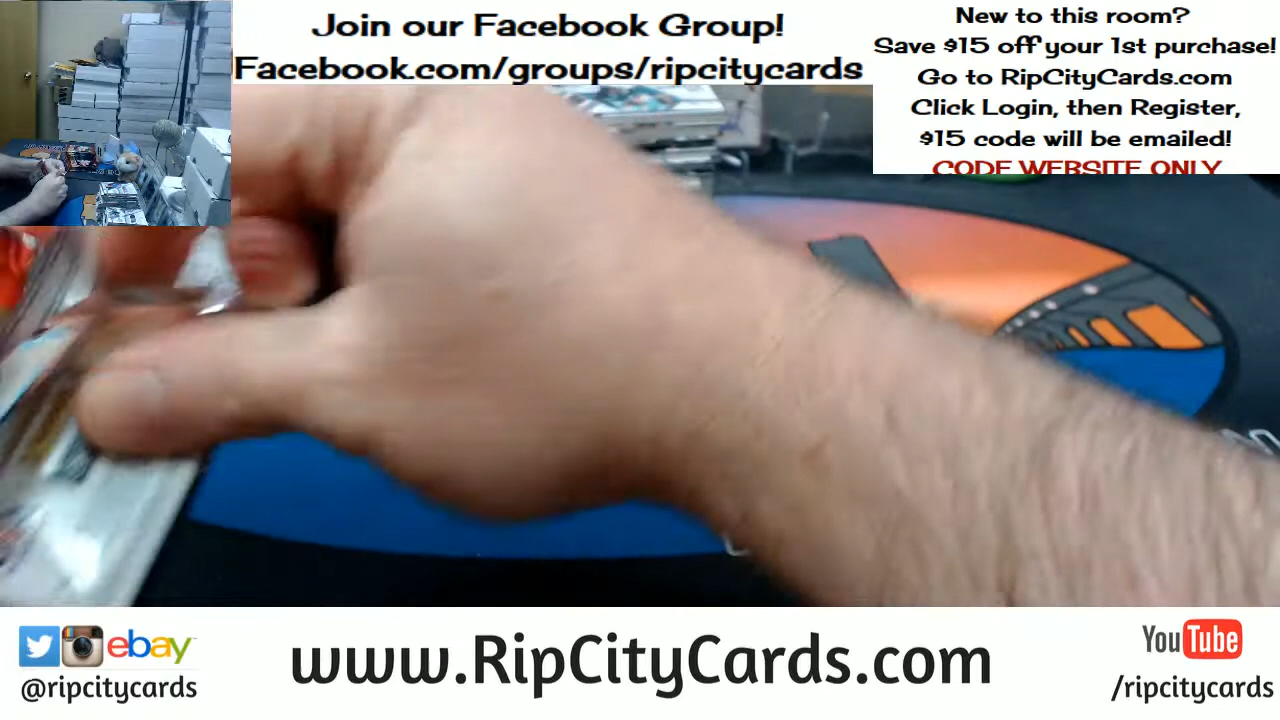 Join our Facebook Group!
Facebook.com/groups/ripcitycards
New to this room?
Save $15 off your 1st purchase!
Go to RipCityCards.com
Click Login, then Register,
$15 code will be emailed!
CODE WEBSITE ONLY
ebay
@ripcitycards
www.RipCityCards.com
YouTube
/ripcitycards